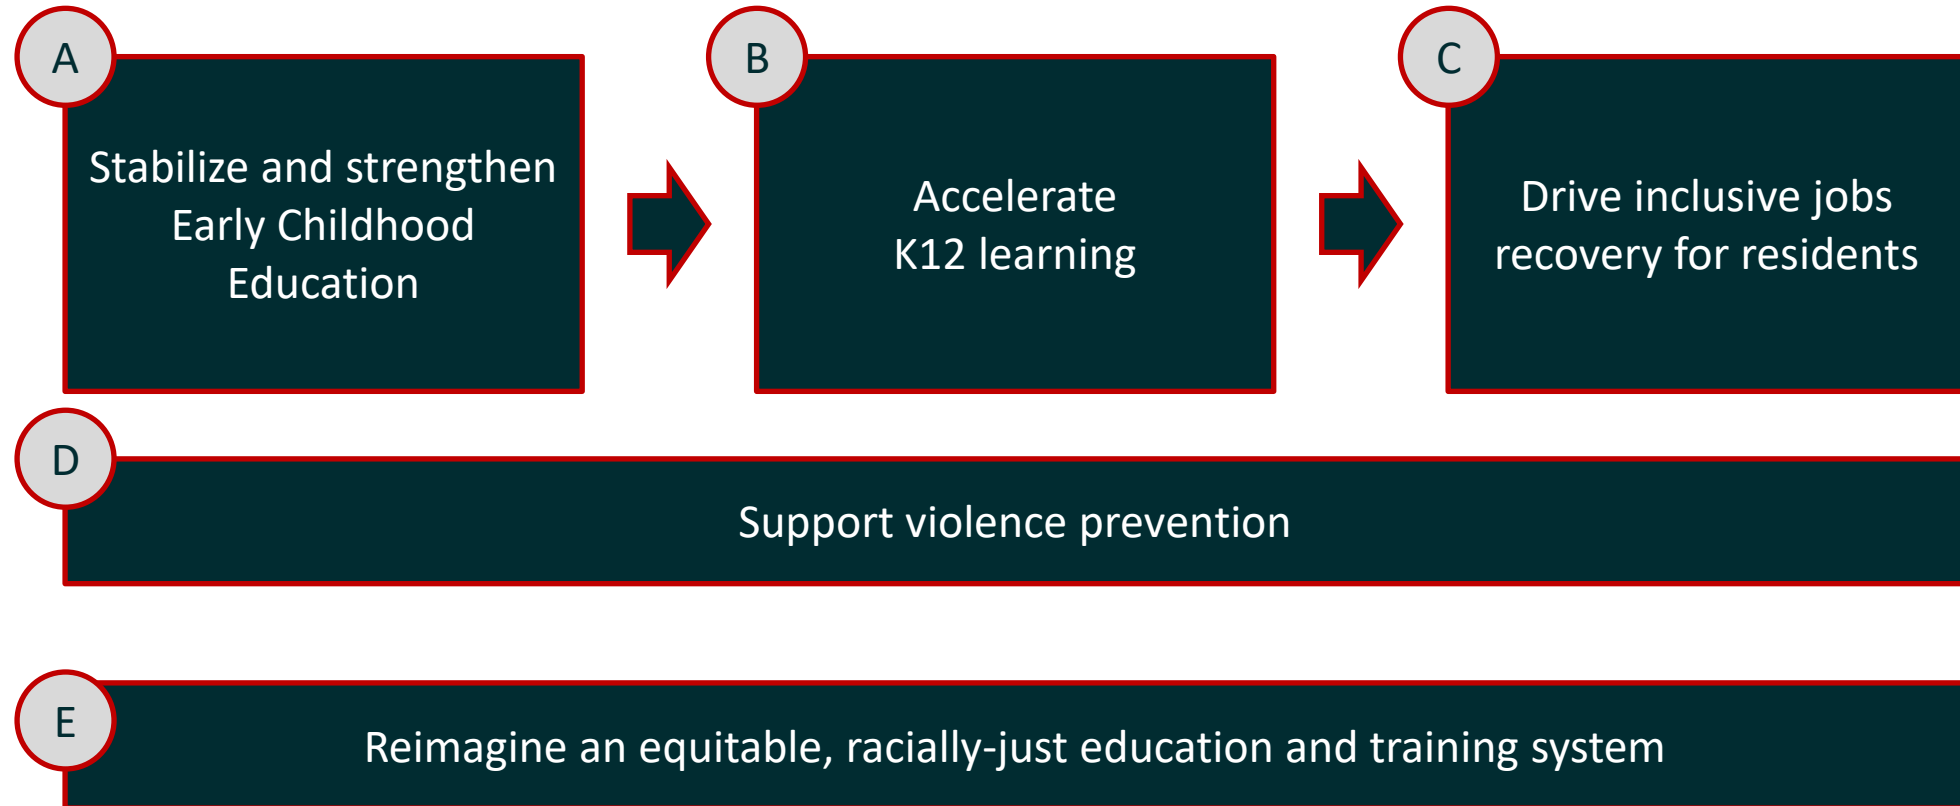 A
Stabilize and strengthen
Early Childhood
Education
B
Accelerate
K12 learning
C
Drive inclusive jobs
recovery for residents
D
Support violence prevention
E
Reimagine an equitable, racially-just education and training system